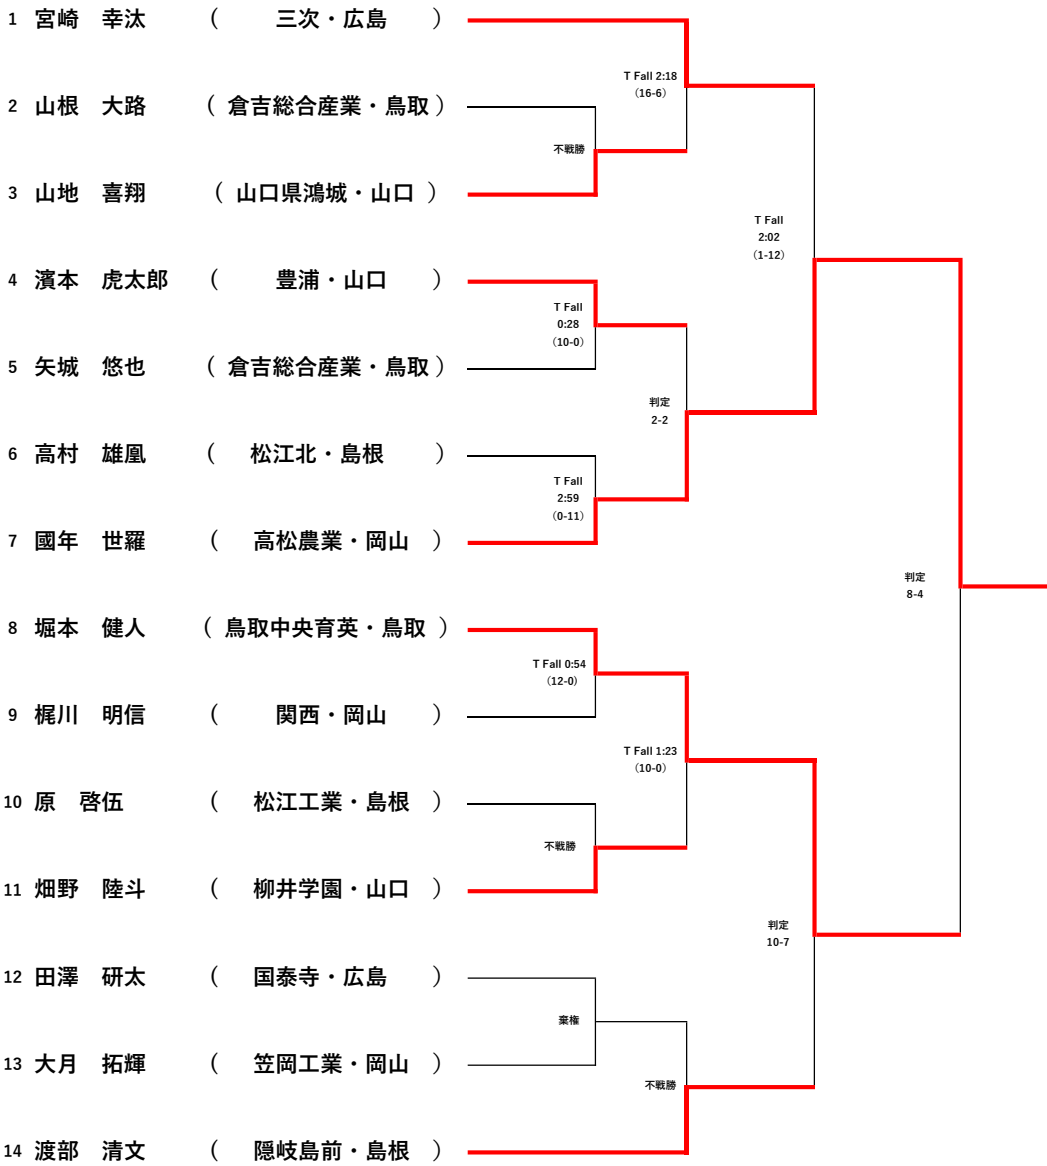 1 宮崎　幸汰 （ 三次・広島 ）
T Fall 2:18
（16-6）
2 山根　大路 （ 倉吉総合産業・鳥取 ）
不戦勝
3 山地　喜翔 （ 山口県鴻城・山口 ）
T Fall
2:02
（1-12）
4 濱本　虎太郎 （ 豊浦・山口 ）
T Fall
0:28
（10-0）
5 矢城　悠也 （ 倉吉総合産業・鳥取 ）
判定
2-2
6 高村　雄凰 （ 松江北・島根 ）
T Fall
2:59
（0-11）
7 國年　世羅 （ 高松農業・岡山 ）
判定
8-4
8 堀本　健人 （ 鳥取中央育英・鳥取 ）
T Fall 0:54
（12-0）
9 梶川　明信 （ 関西・岡山 ）
T Fall 1:23
（10-0）
10 原　啓伍 （ 松江工業・島根 ）
不戦勝
11 畑野　陸斗 （ 柳井学園・山口 ）
判定
10-7
12 田澤　研太 （ 国泰寺・広島 ）
棄権
13 大月　拓輝 （ 笠岡工業・岡山 ）
不戦勝
14 渡部　清文 （ 隠岐島前・島根 ）